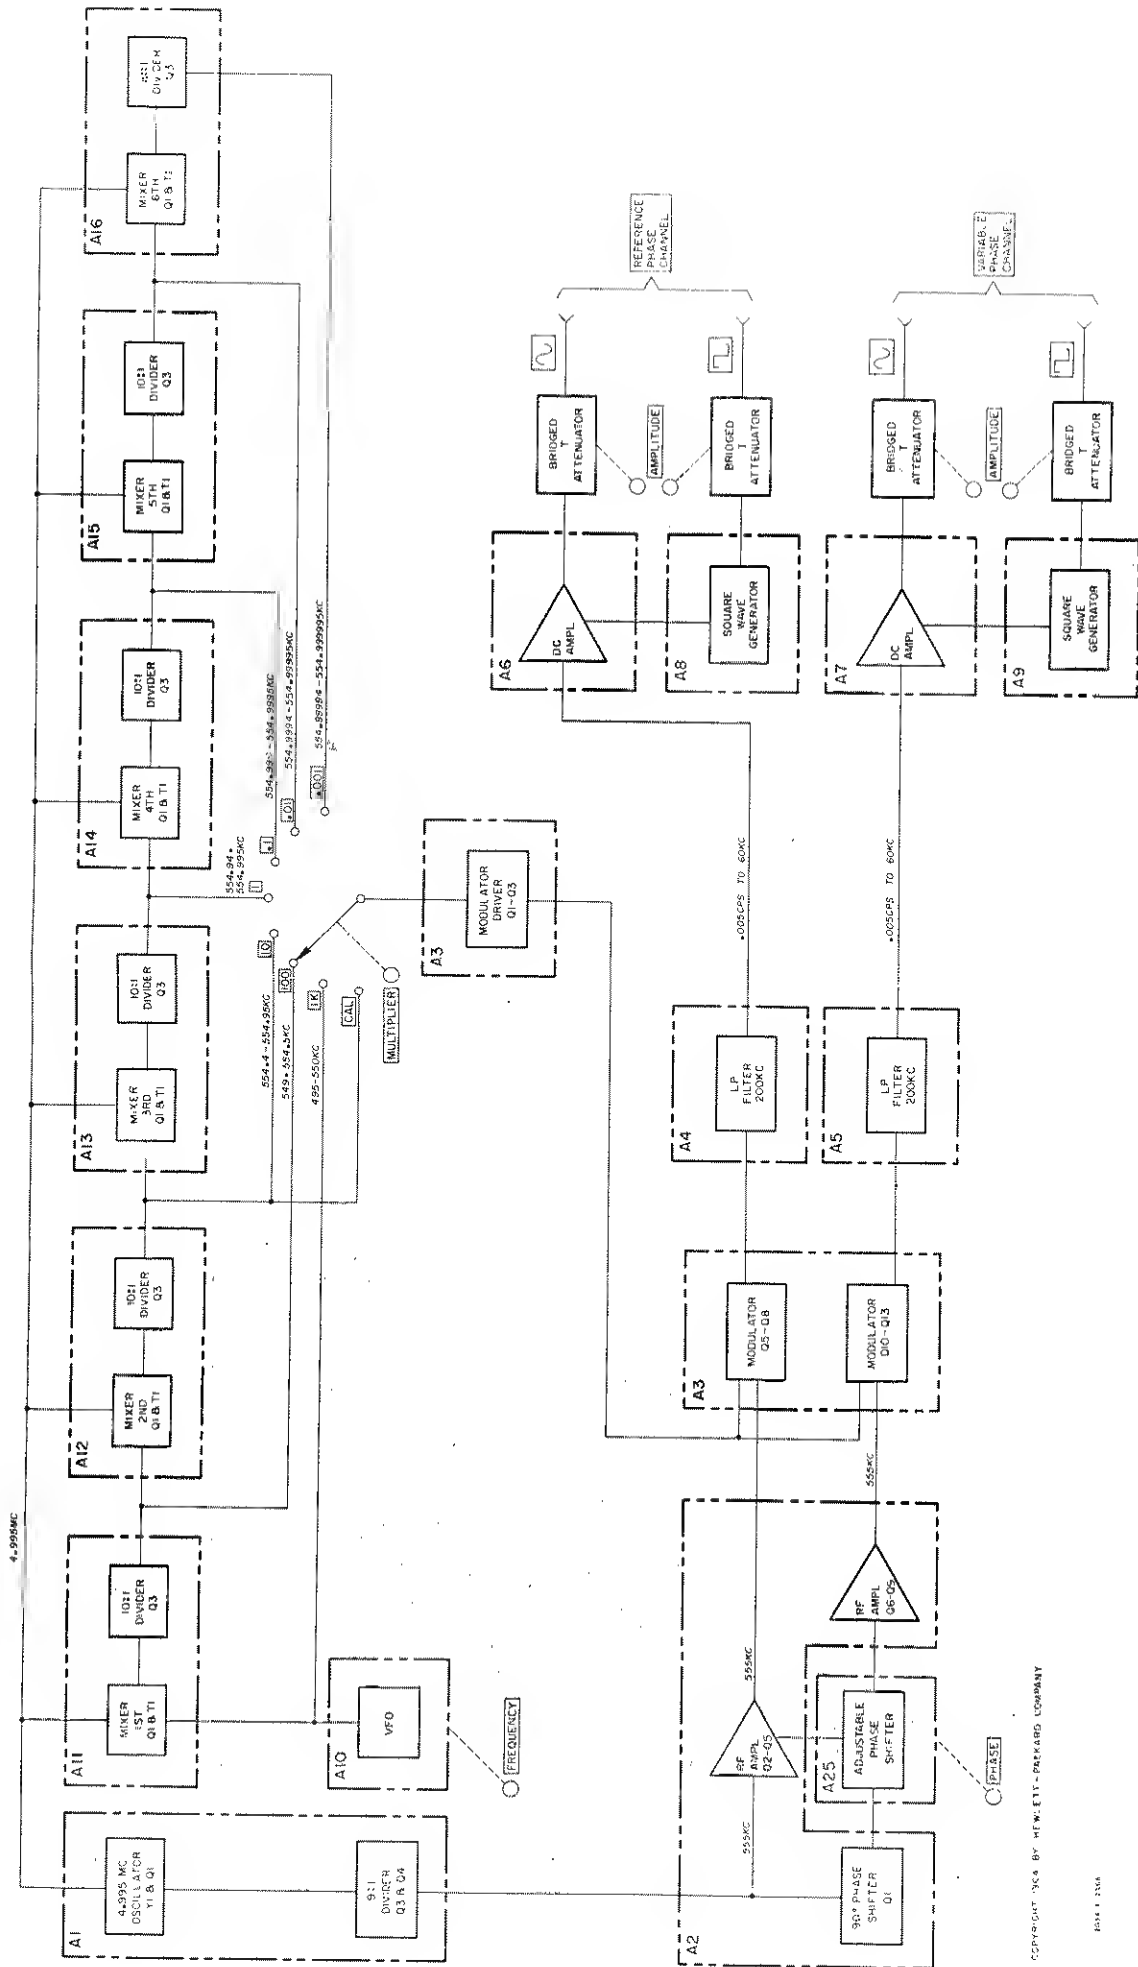 4.995MC
A1
4.995 MC
OSCILLATOR
Y1 & Q1
9:1
DIVIDER
Q3 & Q4
A11
MIXER
1ST
Q1 & T1
10:1
DIVIDER
Q3
A10
VFO
FREQUENCY
A12
MIXER
2ND
Q1 & T1
10:1
DIVIDER
Q3
A13
MIXER
3RD
Q1 & T1
10:1
DIVIDER
Q3
A14
MIXER
4TH
Q1 & T1
10:1
DIVIDER
Q3
A15
MIXER
5TH
Q1 & T1
10:1
DIVIDER
Q3
A16
MIXER
6TH
Q1 & T1
DIVIDER
Q3
554.94-
554.995KC
1
554.4-554.95KC
10
549.-554.5KC
100
495-550KC
1K
CAL
MULTIPLIER
554.9995KC
.1
554.9994-554.99995KC
.01
554.99994-554.999995KC
.001
A3
MODULATOR
DRIVER
Q1-Q3
A2
90° PHASE
SHIFTER
Q1
555KC
RF
AMPL
Q2-Q5
555KC
A25
ADJUSTABLE
PHASE
SHIFTER
PHASE
RF
AMPL
Q6-Q9
555KC
A3
MODULATOR
Q5-Q8
MODULATOR
Q10-Q13
A4
LP
FILTER
200KC
A5
LP
FILTER
200KC
.005CPS TO 60KC
.005CPS TO 60KC
A6
DC
AMPL
A8
SQUARE
WAVE
GENERATOR
BRIDGED
T
ATTENUATOR
AMPLITUDE
BRIDGED
T
ATTENUATOR
REFERENCE
PHASE
CHANNEL
A7
DC
AMPL
A9
SQUARE
WAVE
GENERATOR
BRIDGED
T
ATTENUATOR
AMPLITUDE
BRIDGED
T
ATTENUATOR
VARIABLE
PHASE
CHANNEL
COPYRIGHT 1964 BY HEWLETT-PACKARD COMPANY